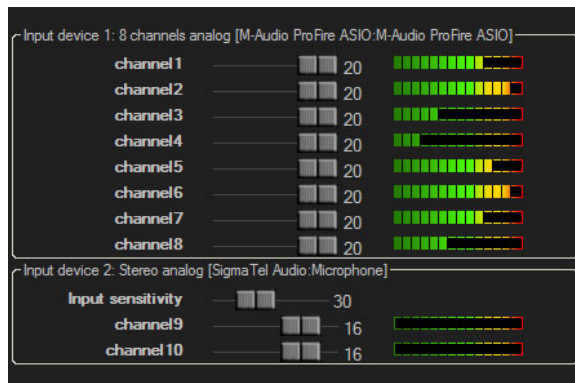 Input device 1: 8 channels analog [M-Audio ProFire ASIO:M-Audio ProFire ASIO]
channel1 20
channel2 20
channel3 20
channel4 20
channel5 20
channel6 20
channel7 20
channel8 20
Input device 2: Stereo analog [SigmaTel Audio:Microphone]
Input sensitivity 30
channel9 16
channel10 16